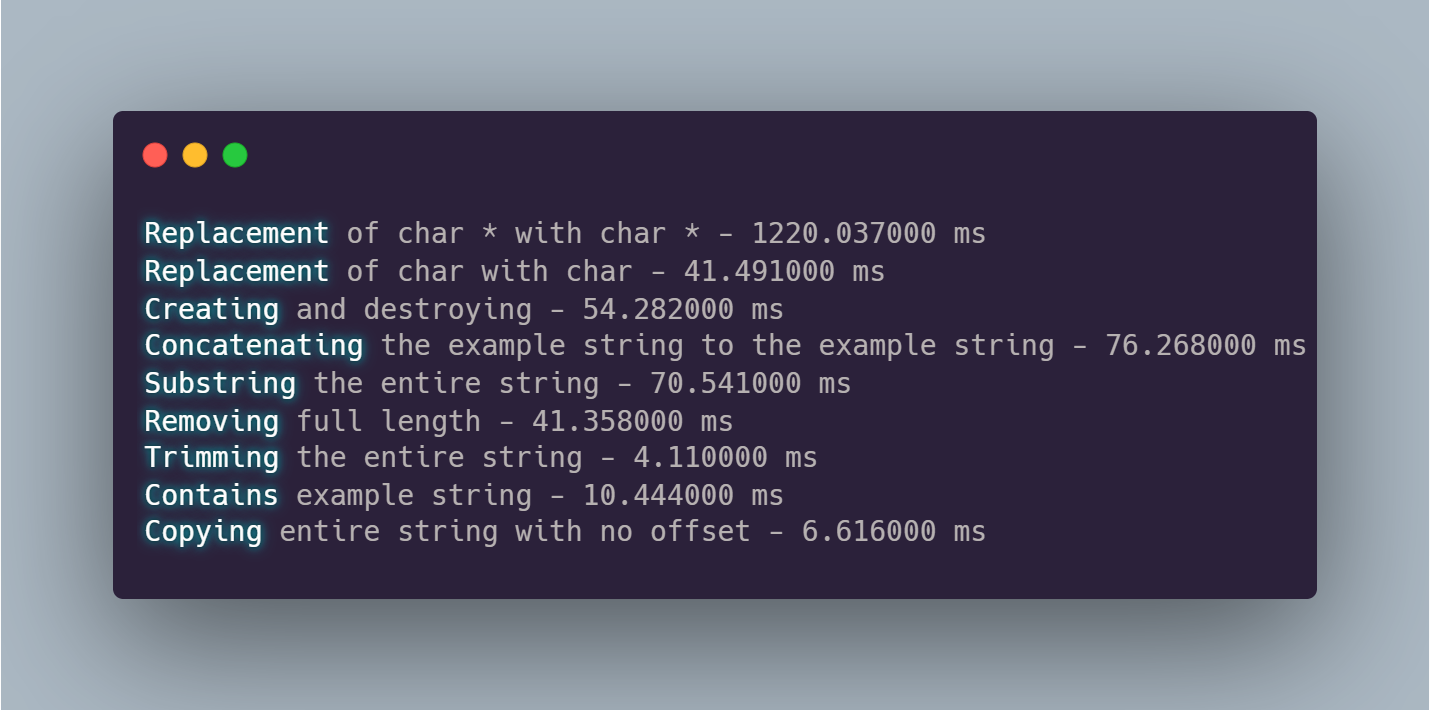 Replacement of char * with char * - 1220.037000 ms
Replacement of char with char - 41.491000 ms
Creating and destroying - 54.282000 ms
Concatenating the example string to the example string - 76.268000 ms
Substring the entire string - 70.541000 ms
Removing full length - 41.358000 ms
Trimming the entire string - 4.110000 ms
Contains example string - 10.444000 ms
Copying entire string with no offset - 6.616000 ms